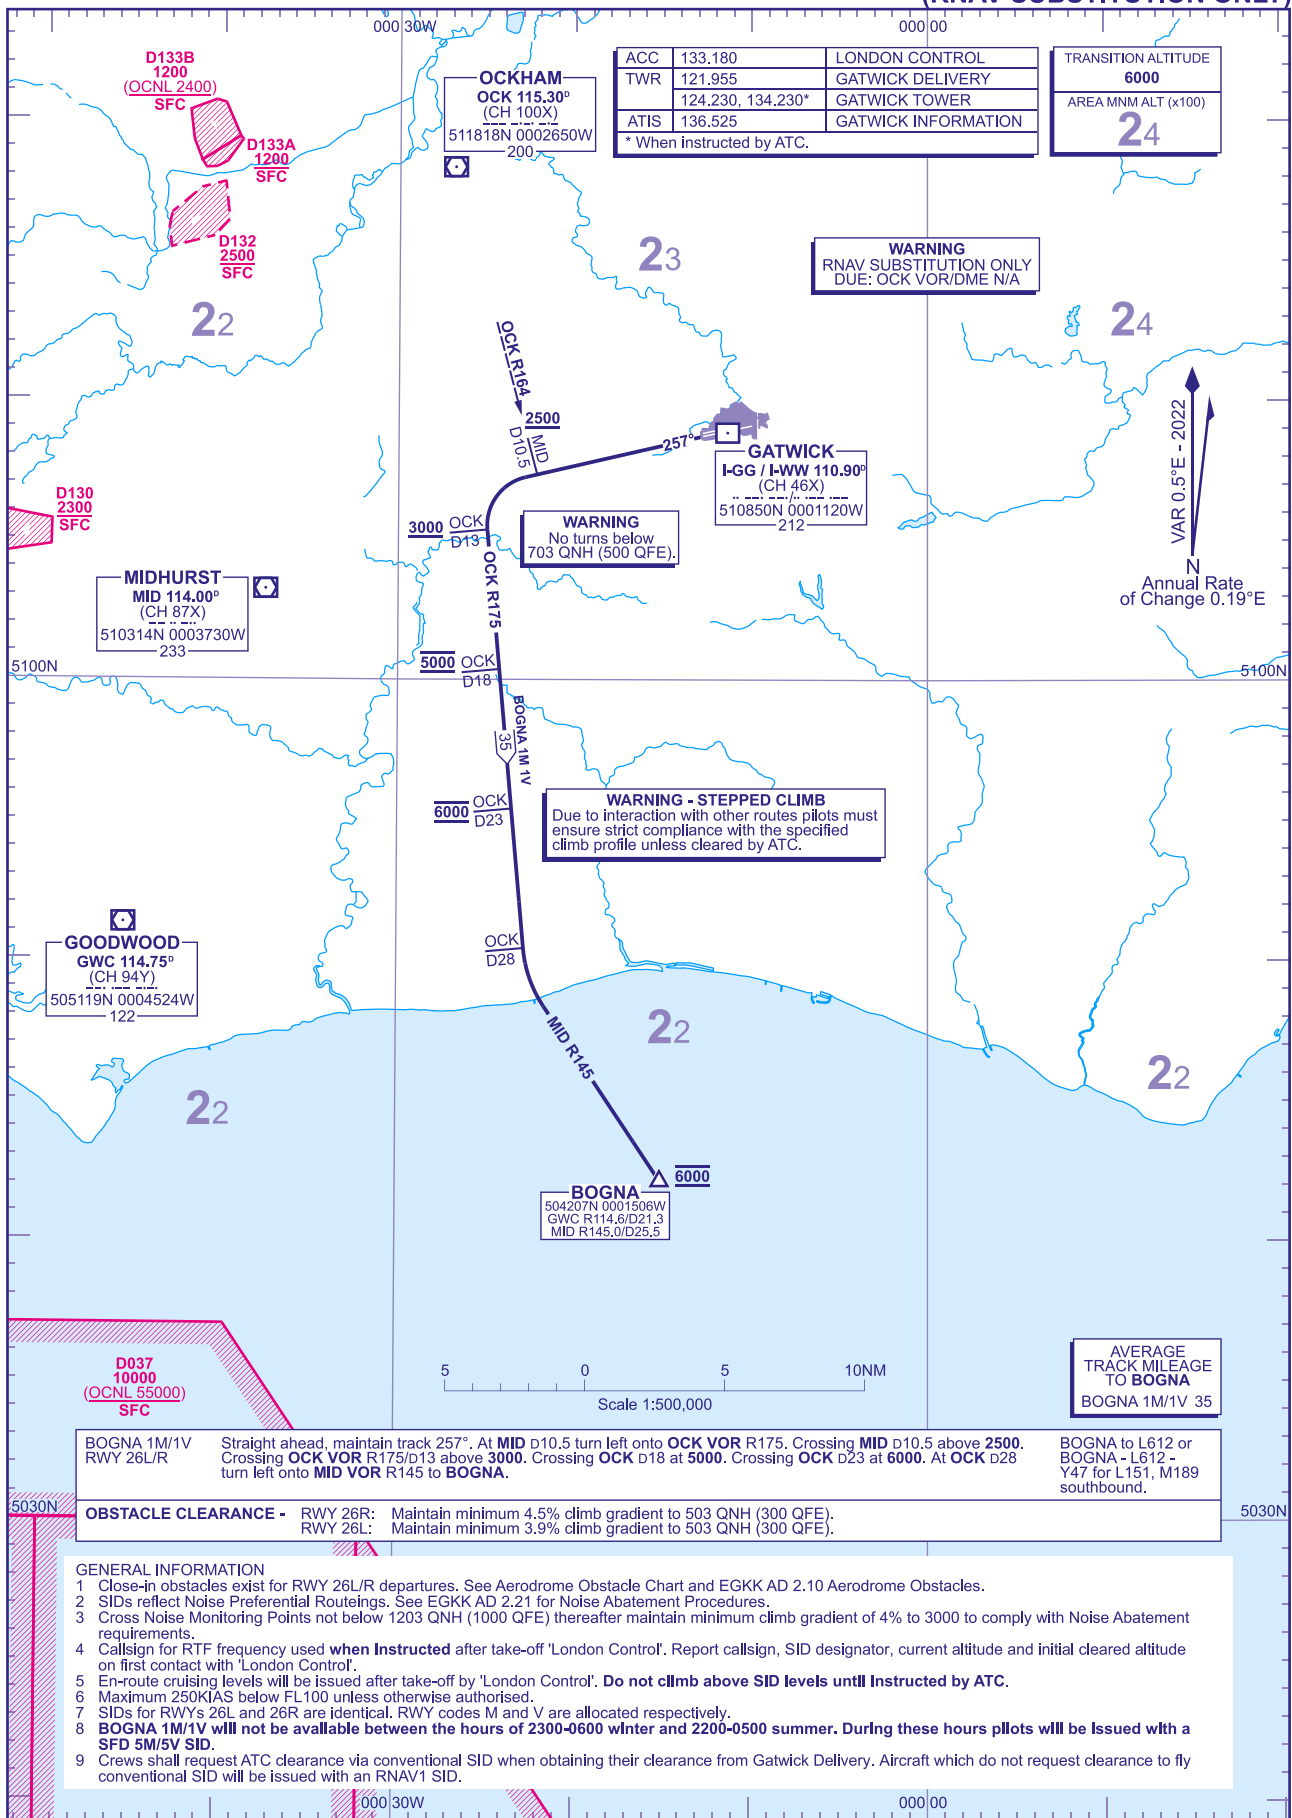 (RNAV SUBSTITUTION ONLY)
000 30W
000 00
D133B
1200
(OCNL 2400)
SFC
D133A
1200
SFC
D132
2500
SFC
OCKHAM
OCK 115.30ᴰ
(CH 100X)
511818N 0002650W
200
ACC 133.180 LONDON CONTROL
TWR 121.955 GATWICK DELIVERY
124.230, 134.230* GATWICK TOWER
ATIS 136.525 GATWICK INFORMATION
* When instructed by ATC.
TRANSITION ALTITUDE
6000
AREA MNM ALT (x100)
24
WARNING
RNAV SUBSTITUTION ONLY
DUE: OCK VOR/DME N/A
23
22
24
OCK R164
2500
MID
D10.5
257°
GATWICK
I-GG / I-WW 110.90ᴰ
(CH 46X)
510850N 0001120W
212
VAR 0.5°E - 2022
N
Annual Rate
of Change 0.19°E
D130
2300
SFC
3000 OCK
D13
WARNING
No turns below
703 QNH (500 QFE).
OCK R175
MIDHURST
MID 114.00ᴰ
(CH 87X)
510314N 0003730W
233
5100N
5100N
5000 OCK
D18
BOGNA 1M 1V
35
6000 OCK
D23
WARNING - STEPPED CLIMB
Due to interaction with other routes pilots must
ensure strict compliance with the specified
climb profile unless cleared by ATC.
GOODWOOD
GWC 114.75ᴰ
(CH 94Y)
505119N 0004524W
122
OCK
D28
MID R145
22
22
22
6000
BOGNA
504207N 0001506W
GWC R114.6/D21.3
MID R145.0/D25.5
D037
10000
(OCNL 55000)
SFC
5 0 5 10NM
Scale 1:500,000
AVERAGE
TRACK MILEAGE
TO BOGNA
BOGNA 1M/1V 35
BOGNA 1M/1V Straight ahead, maintain track 257°. At MID D10.5 turn left onto OCK VOR R175. Crossing MID D10.5 above 2500. BOGNA to L612 or
RWY 26L/R Crossing OCK VOR R175/D13 above 3000. Crossing OCK D18 at 5000. Crossing OCK D23 at 6000. At OCK D28 BOGNA - L612 -
turn left onto MID VOR R145 to BOGNA. Y47 for L151, M189
southbound.
5030N
5030N
OBSTACLE CLEARANCE - RWY 26R: Maintain minimum 4.5% climb gradient to 503 QNH (300 QFE).
RWY 26L: Maintain minimum 3.9% climb gradient to 503 QNH (300 QFE).
GENERAL INFORMATION
1 Close-in obstacles exist for RWY 26L/R departures. See Aerodrome Obstacle Chart and EGKK AD 2.10 Aerodrome Obstacles.
2 SIDs reflect Noise Preferential Routeings. See EGKK AD 2.21 for Noise Abatement Procedures.
3 Cross Noise Monitoring Points not below 1203 QNH (1000 QFE) thereafter maintain minimum climb gradient of 4% to 3000 to comply with Noise Abatement
requirements.
4 Callsign for RTF frequency used when Instructed after take-off 'London Control'. Report callsign, SID designator, current altitude and initial cleared altitude
on first contact with 'London Control'.
5 En-route cruising levels will be issued after take-off by 'London Control'. Do not climb above SID levels until Instructed by ATC.
6 Maximum 250KIAS below FL100 unless otherwise authorised.
7 SIDs for RWYs 26L and 26R are identical. RWY codes M and V are allocated respectively.
8 BOGNA 1M/1V will not be available between the hours of 2300-0600 winter and 2200-0500 summer. During these hours pilots will be issued with a
SFD 5M/5V SID.
9 Crews shall request ATC clearance via conventional SID when obtaining their clearance from Gatwick Delivery. Aircraft which do not request clearance to fly
conventional SID will be issued with an RNAV1 SID.
000 30W
000 00